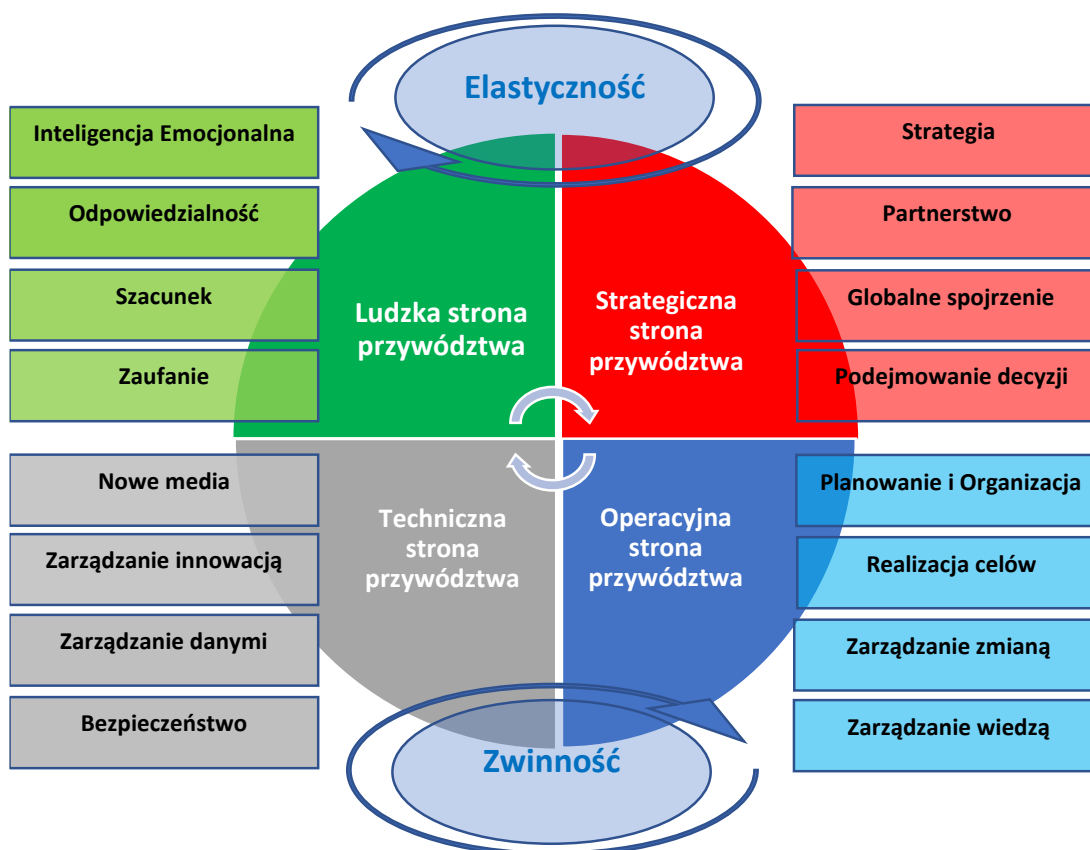 Elastyczność
Inteligencja Emocjonalna
Odpowiedzialność
Szacunek
Zaufanie
Strategia
Partnerstwo
Globalne spojrzenie
Podejmowanie decyzji
Ludzka strona
przywództwa
Strategiczna
strona
przywództwa
Techniczna
strona
przywództwa
Operacyjna
strona
przywództwa
Nowe media
Zarządzanie innowacją
Zarządzanie danymi
Bezpieczeństwo
Planowanie i Organizacja
Realizacja celów
Zarządzanie zmianą
Zarządzanie wiedzą
Zwinność